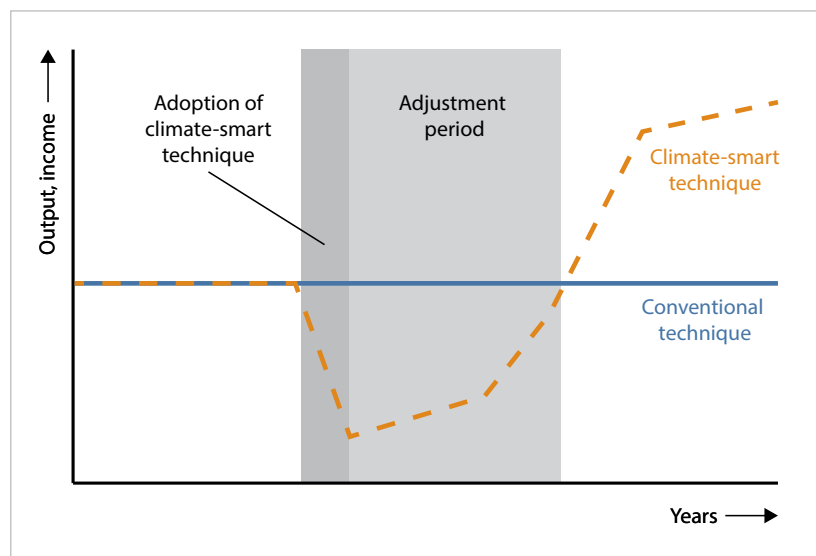 Output, income
Adoption of
climate-smart
technique
Adjustment
period
Climate-smart
technique
Conventional
technique
Years